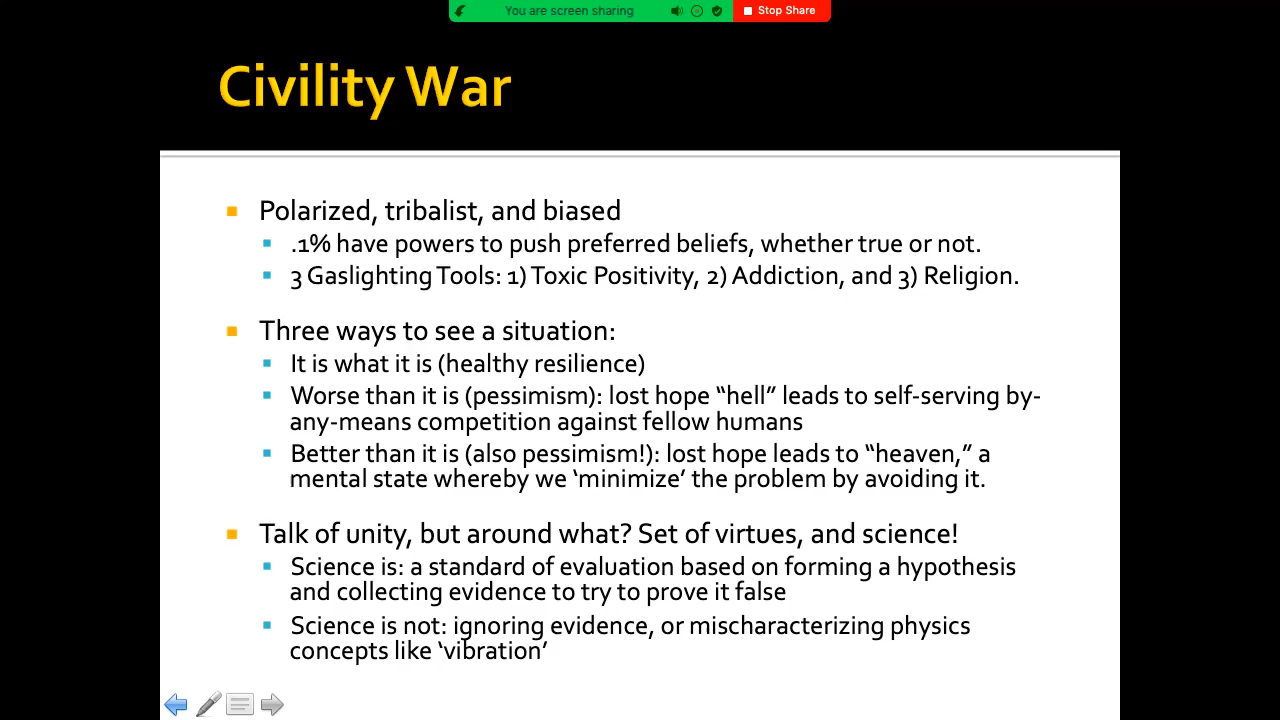 You are screen sharing
Stop Share
Civility War
Polarized, tribalist, and biased
.1% have powers to push preferred beliefs, whether true or not.
3 Gaslighting Tools: 1) Toxic Positivity, 2) Addiction, and 3) Religion.
Three ways to see a situation:
It is what it is (healthy resilience)
Worse than it is (pessimism): lost hope “hell” leads to self-serving by-
any-means competition against fellow humans
Better than it is (also pessimism!): lost hope leads to “heaven,” a
mental state whereby we ‘minimize’ the problem by avoiding it.
Talk of unity, but around what? Set of virtues, and science!
Science is: a standard of evaluation based on forming a hypothesis
and collecting evidence to try to prove it false
Science is not: ignoring evidence, or mischaracterizing physics
concepts like ‘vibration’